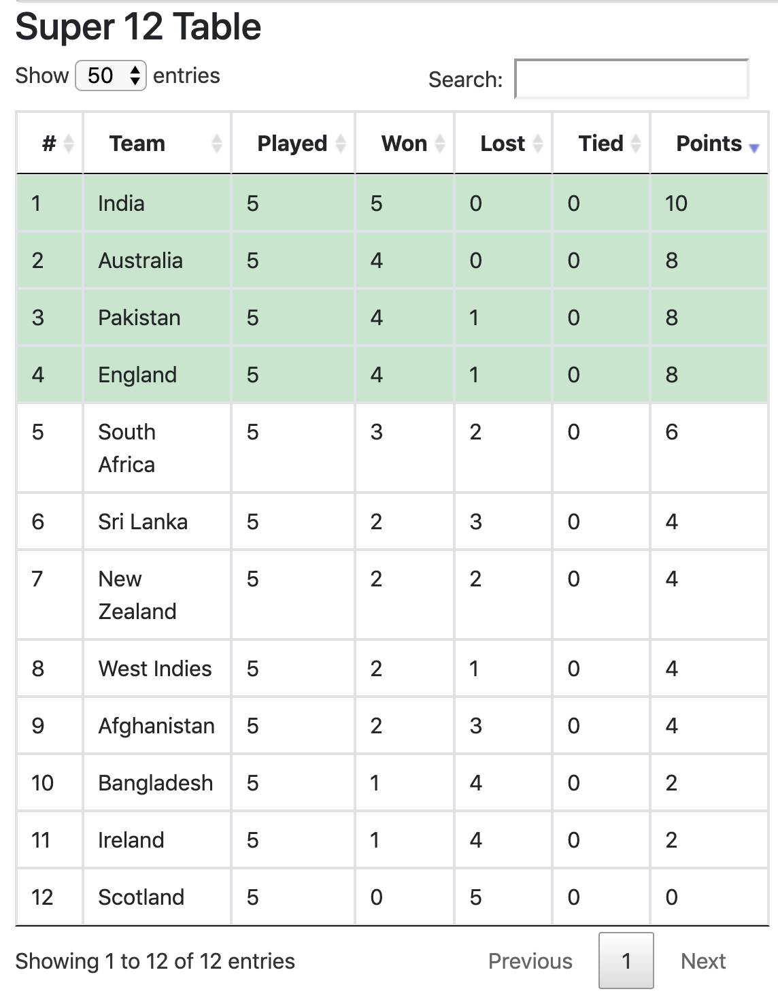 Super 12 Table
Show 50 entries
Search:
# Team Played Won Lost Tied Points
1 India 5 5 0 0 10
2 Australia 5 4 0 0 8
3 Pakistan 5 4 1 0 8
4 England 5 4 1 0 8
5 South 5 3 2 0 6
Africa
6 Sri Lanka 5 2 3 0 4
7 New 5 2 2 0 4
Zealand
8 West Indies 5 2 1 0 4
9 Afghanistan 5 2 3 0 4
10 Bangladesh 5 1 4 0 2
11 Ireland 5 1 4 0 2
12 Scotland 5 0 5 0 0
Showing 1 to 12 of 12 entries
Previous 1 Next